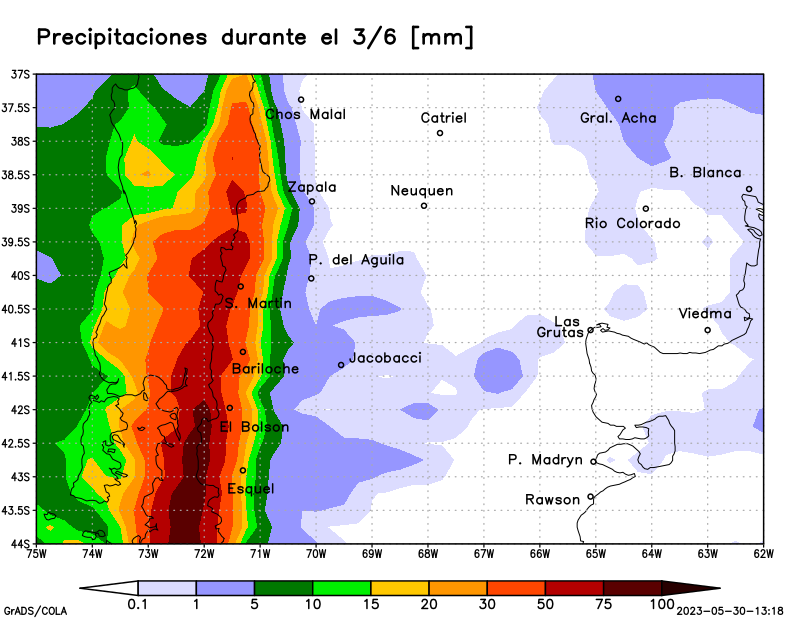 Precipitaciones durante el 3/6 [mm]
37S
37.5S
Chos Malal
Catriel
Gral. Acha
38S
38.5S
B. Blanca
Zapala
Neuquen
39S
Rio Colorado
39.5S
P. del Aguila
40S
S. Martin
40.5S
Viedma
Las
Grutas
41S
Jacobacci
Bariloche
41.5S
42S
El Bolson
42.5S
P. Madryn
43S
Esquel
Rawson
43.5S
44S
75W 74W 73W 72W 71W 70W 69W 68W 67W 66W 65W 64W 63W 62W
0.1 1 5 10 15 20 30 50 75 100
GrADS/COLA
2023-05-30-13:18